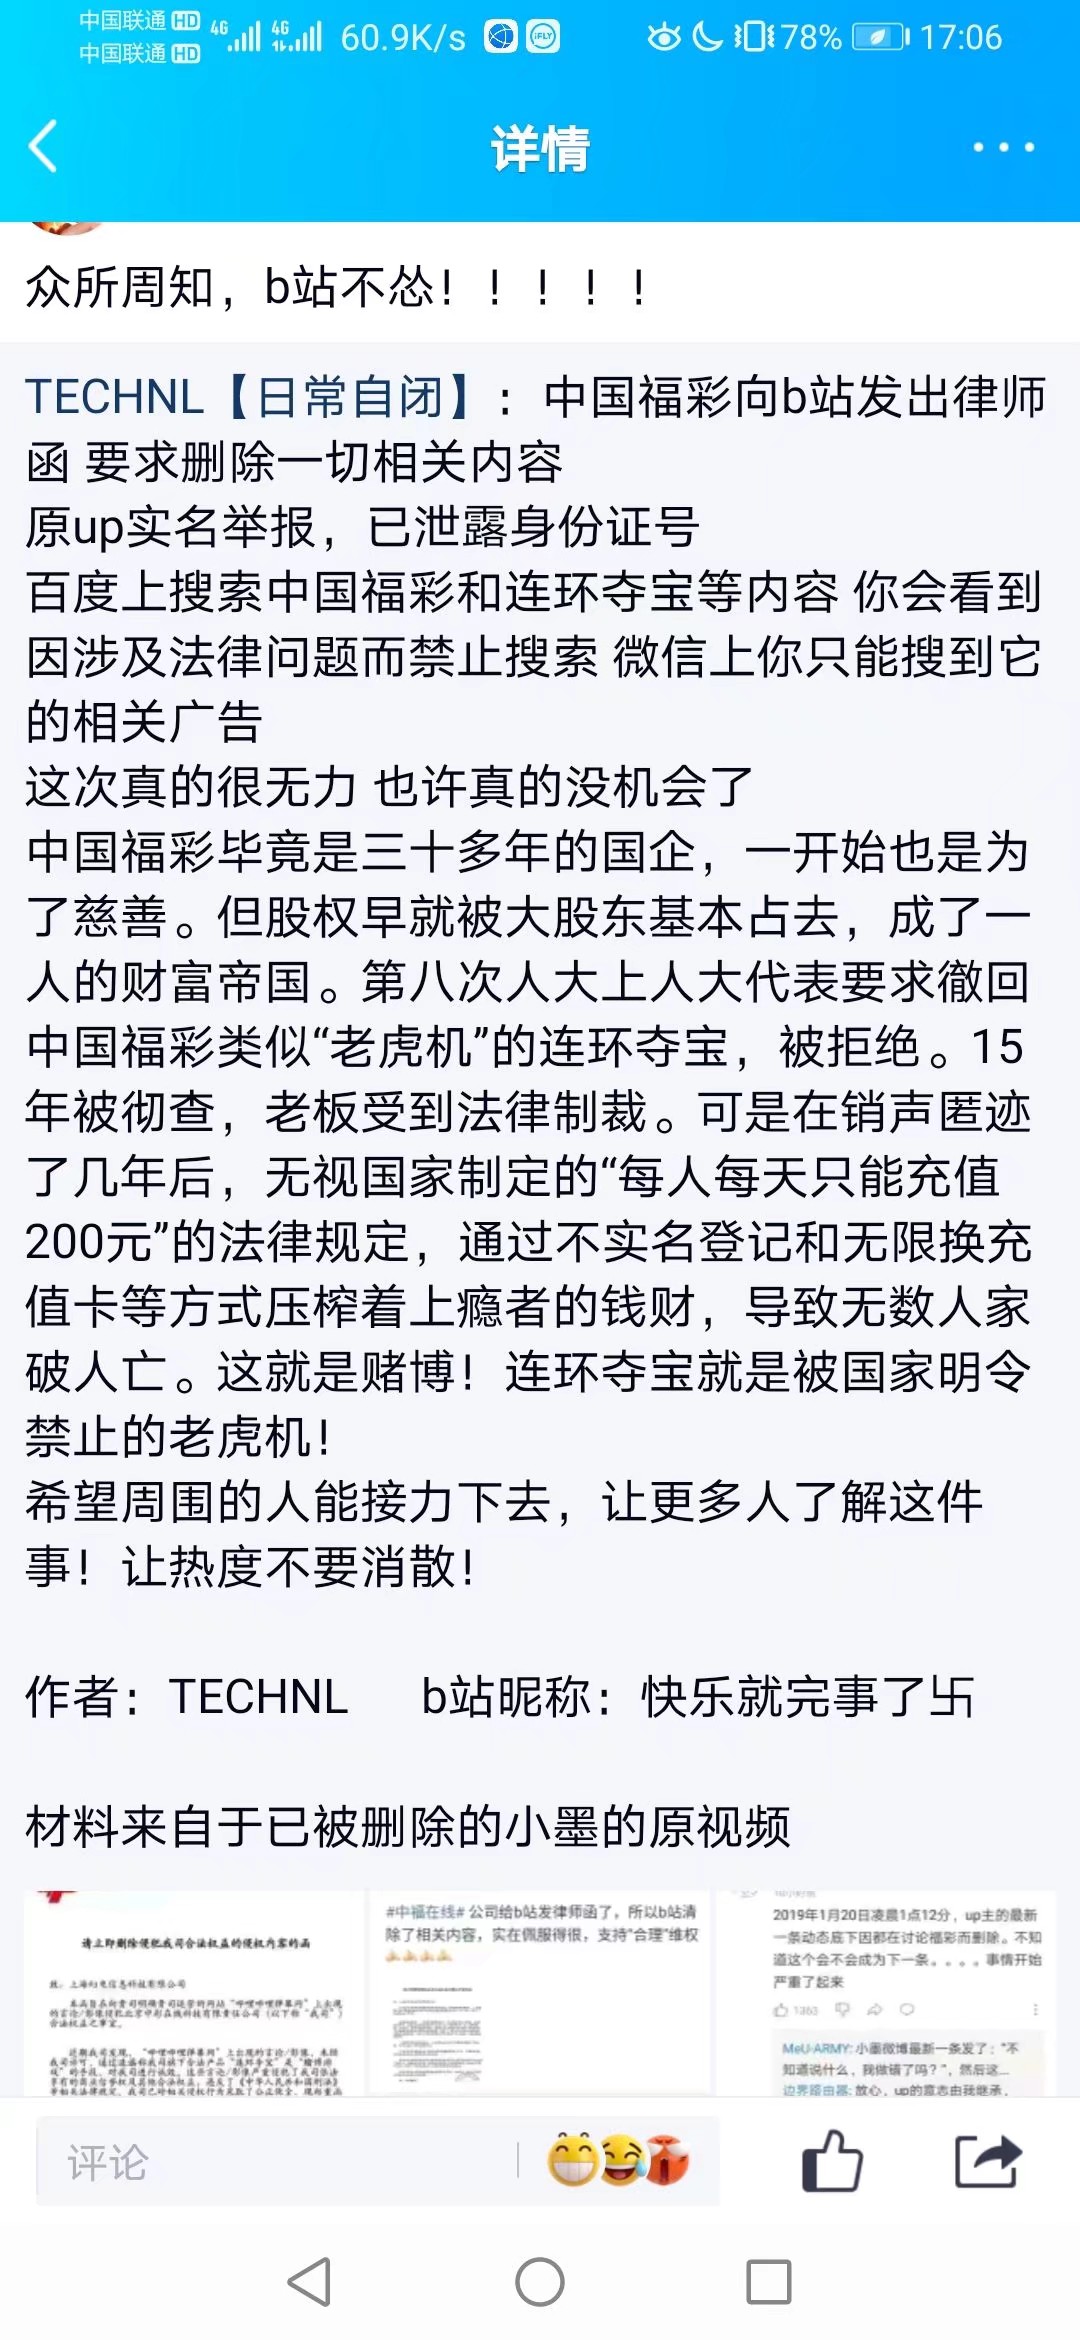 中国联通 HD
中国联通 HD
4G 4G 60.9K/s iFLY 78% 17:06
详情
众所周知，b站不怂！！！！！
TECHNL【日常自闭】：中国福彩向b站发出律师
函 要求删除一切相关内容
原up实名举报，已泄露身份证号
百度上搜索中国福彩和连环夺宝等内容 你会看到
因涉及法律问题而禁止搜索 微信上你只能搜到它
的相关广告
这次真的很无力 也许真的没机会了
中国福彩毕竟是三十多年的国企，一开始也是为
了慈善。但股权早就被大股东基本占去，成了一
人的财富帝国。第八次人大上人大代表要求徹回
中国福彩类似“老虎机”的连环夺宝，被拒绝。15
年被彻查，老板受到法律制裁。可是在销声匿迹
了几年后，无视国家制定的“每人每天只能充值
200元”的法律规定，通过不实名登记和无限换充
值卡等方式压榨着上瘾者的钱财，导致无数人家
破人亡。这就是赌博！连环夺宝就是被国家明令
禁止的老虎机！
希望周围的人能接力下去，让更多人了解这件
事！让热度不要消散！
作者：TECHNL b站昵称：快乐就完事了卐
材料来自于已被删除的小墨的原视频
请立即删除侵犯我司合法权益的侵权内容的函
#中福在线# 公司给b站发律师函了，所以b站清
除了相关内容，实在佩服得很，支持“合理”维权
2019年1月20日凌晨1点12分，up主的最新
一条动态底下因都在讨论福彩而删除。不知
道这个会不会成为下一条。。。。事情开始
严重了起来
1363
MeU-ARMY: 小墨微博最新一条发了：“不
知道说什么，我做错了吗？”，然后这...
边界路由器: 放心，up的意志由我继承，
评论